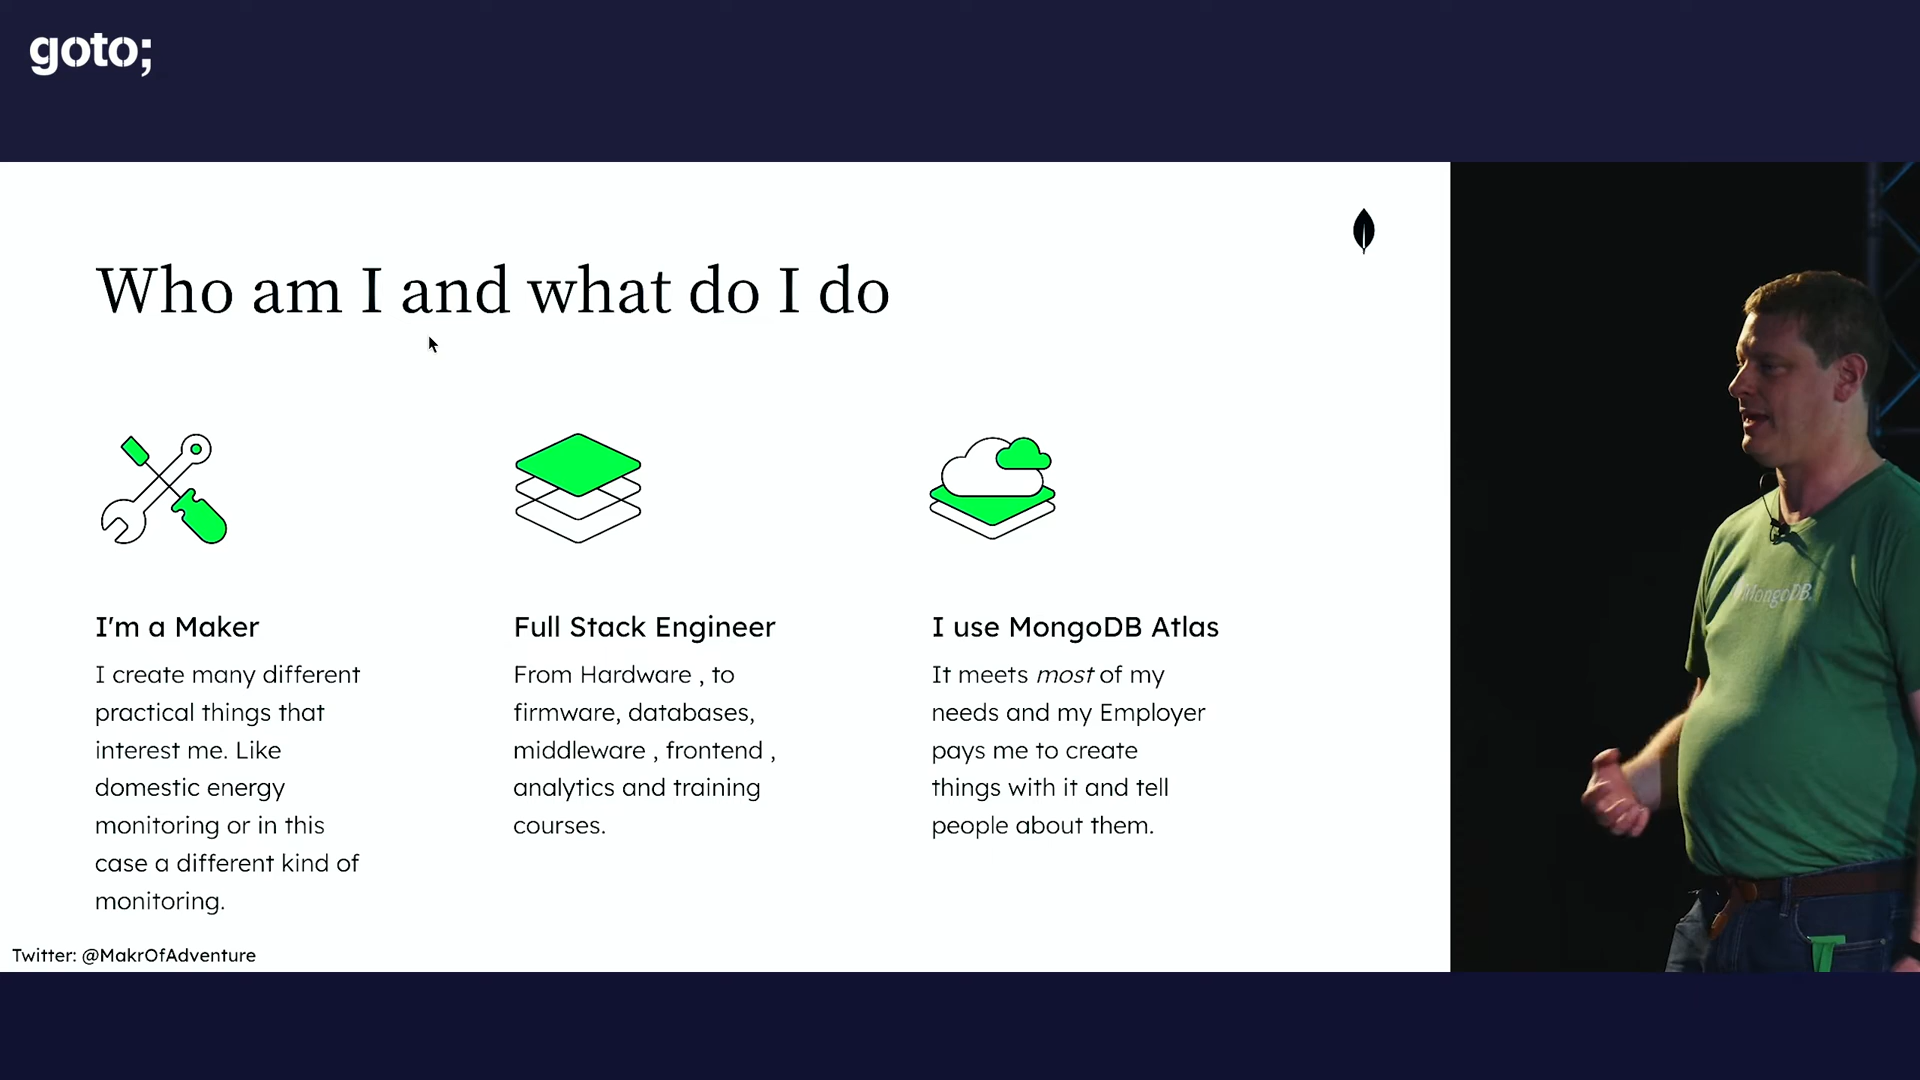 goto;
Who am I and what do I do
I'm a Maker
I create many different
practical things that
interest me. Like
domestic energy
monitoring or in this
case a different kind of
monitoring.
Full Stack Engineer
From Hardware , to
firmware, databases,
middleware , frontend ,
analytics and training
courses.
I use MongoDB Atlas
It meets most of my
needs and my Employer
pays me to create
things with it and tell
people about them.
Twitter: @MakrOfAdventure
MongoDB.